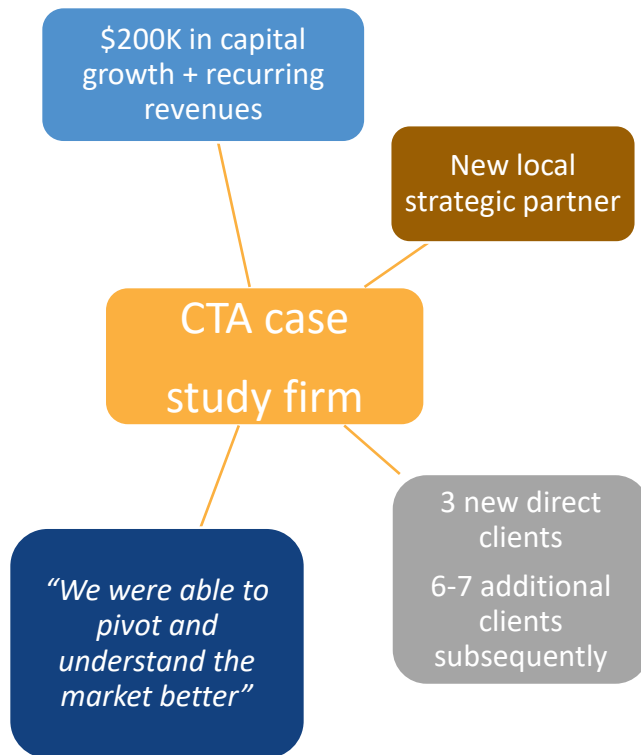 $200K in capital
growth + recurring
revenues
New local
strategic partner
CTA case
study firm
3 new direct
clients
6-7 additional
clients
subsequently
“We were able to
pivot and
understand the
market better”